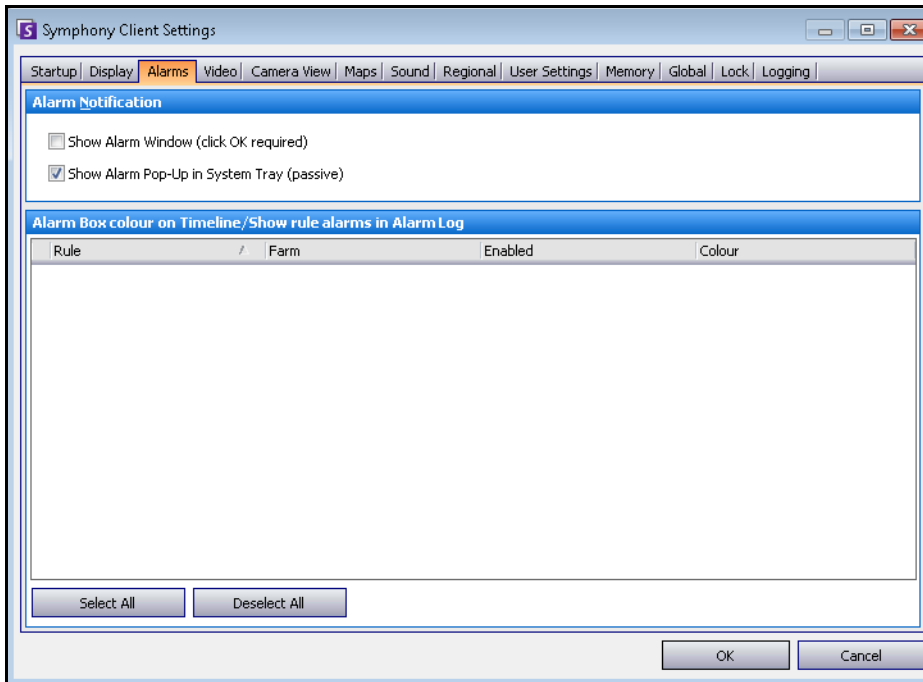 Symphony Client Settings
Startup Display Alarms Video Camera View Maps Sound Regional User Settings Memory Global Lock Logging
Alarm Notification
Show Alarm Window (click OK required)
Show Alarm Pop-Up in System Tray (passive)
Alarm Box colour on Timeline/Show rule alarms in Alarm Log
Rule Farm Enabled Colour
Select All Deselect All
OK Cancel